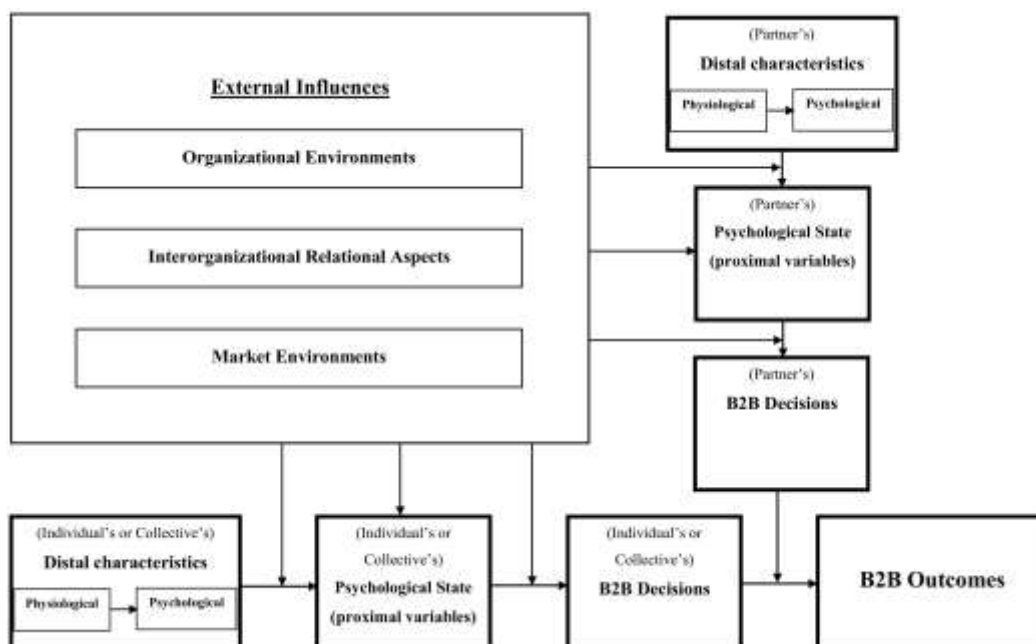 External Influences
Organizational Environments
Interorganizational Relational Aspects
Market Environments
(Partner's)
Distal characteristics
Physiological
Psychological
(Partner's)
Psychological State
(proximal variables)
(Partner's)
B2B Decisions
(Individual's or Collective's)
Distal characteristics
Physiological
Psychological
(Individual's or
Collective's)
Psychological State
(proximal variables)
(Individual's or
Collective's)
B2B Decisions
B2B Outcomes